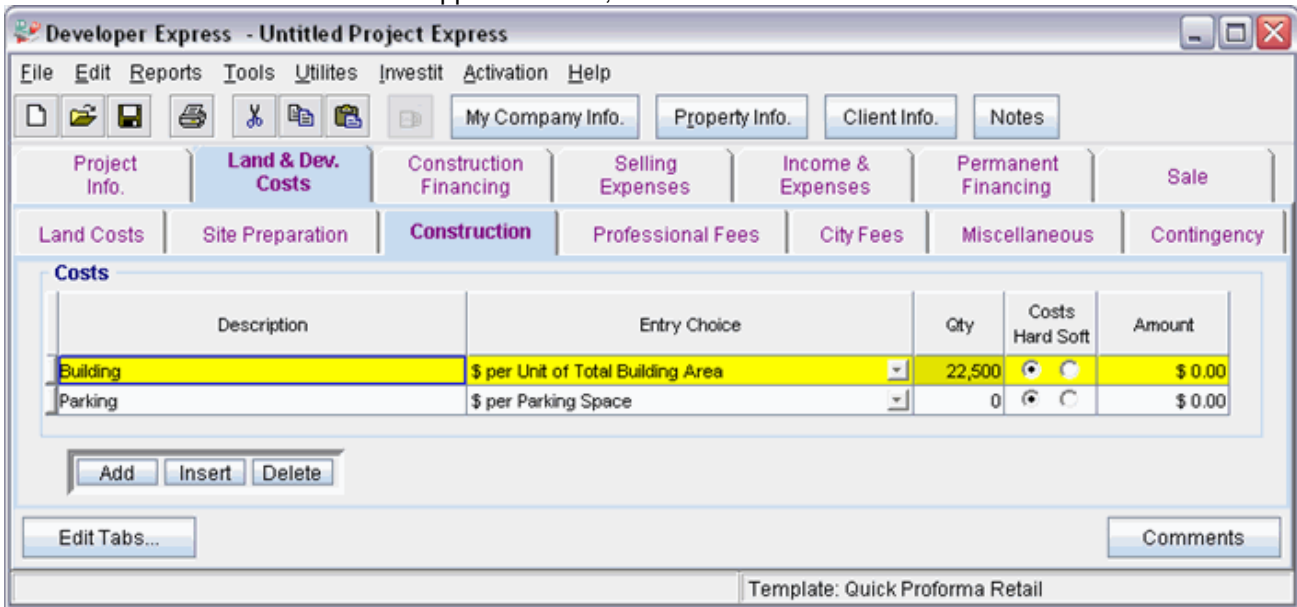 Developer Express - Untitled Project Express
File Edit Reports Tools Utilites Investit Activation Help
My Company Info. Property Info. Client Info. Notes
Project Info. Land & Dev. Costs Construction Financing Selling Expenses Income & Expenses Permanent Financing Sale
Land Costs Site Preparation Construction Professional Fees City Fees Miscellaneous Contingency
Costs
Description Entry Choice Qty Costs Hard Soft Amount
Building $ per Unit of Total Building Area 22,500 $ 0.00
Parking $ per Parking Space 0 $ 0.00
Add Insert Delete
Edit Tabs... Comments
Template: Quick Proforma Retail